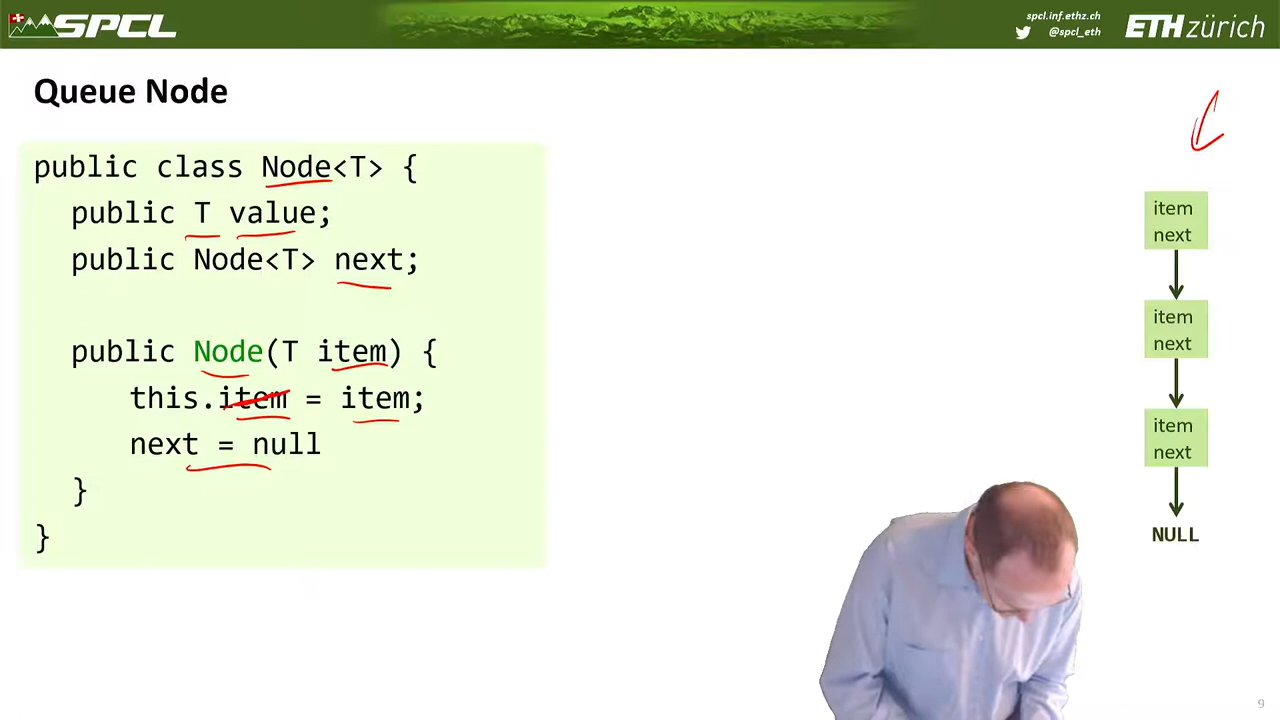 SPCL
spcl.inf.ethz.ch
@spcl_eth
ETH zürich
Queue Node
public class Node<T> {
public T value;
public Node<T> next;
public Node(T item) {
this.item = item;
next = null
}
}
item
next
item
next
item
next
NULL
9